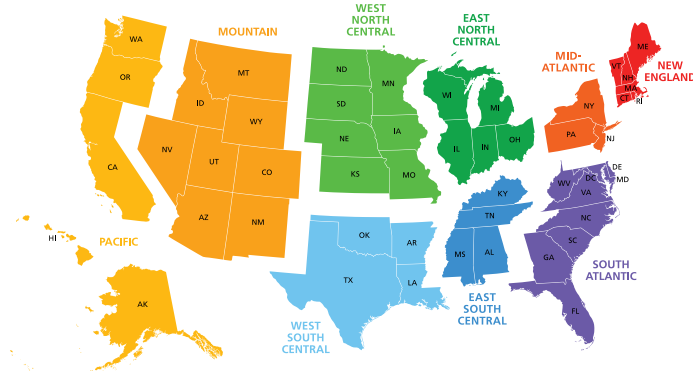 WEST
NORTH
CENTRAL
EAST
NORTH
CENTRAL
MOUNTAIN
MID-
ATLANTIC
NEW
ENGLAND
PACIFIC
WEST
SOUTH
CENTRAL
EAST
SOUTH
CENTRAL
SOUTH
ATLANTIC
WA
OR
CA
HI
AK
MT
ID
WY
NV
UT
CO
AZ
NM
ND
MN
SD
NE
IA
KS
MO
WI
MI
IL
IN
OH
ME
VT
NH
MA
CT
RI
NY
PA
NJ
OK
AR
TX
LA
KY
TN
MS
AL
DE
MD
DC
WV
VA
NC
SC
GA
FL